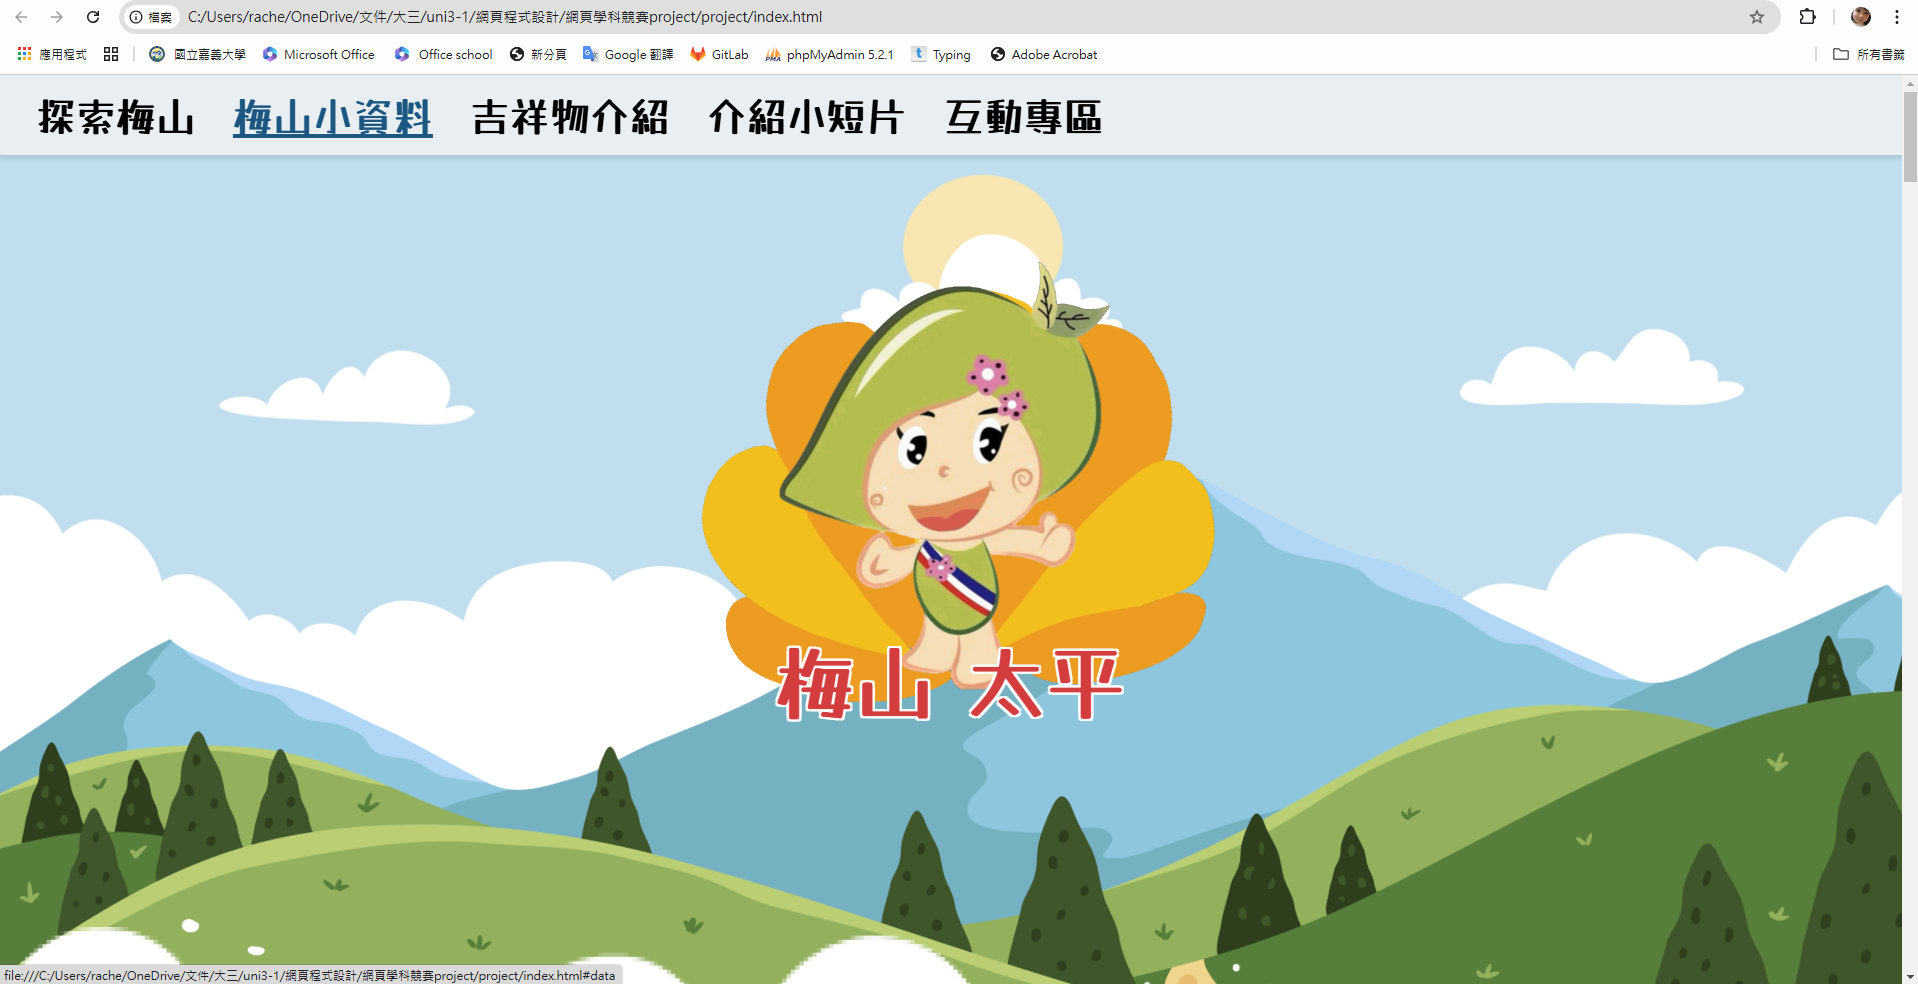 檔案 C:/Users/rache/OneDrive/文件/大三/uni3-1/網頁程式設計/網頁學科競賽project/project/index.html
應用程式 國立嘉義大學 Microsoft Office Office school 新分頁 Google 翻譯 GitLab phpMyAdmin 5.2.1 Typing Adobe Acrobat 所有書籤
探索梅山 梅山小資料 吉祥物介紹 介紹小短片 互動專區
梅山 太平
file:///C:/Users/rache/OneDrive/文件/大三/uni3-1/網頁程式設計/網頁學科競賽project/project/index.html#data